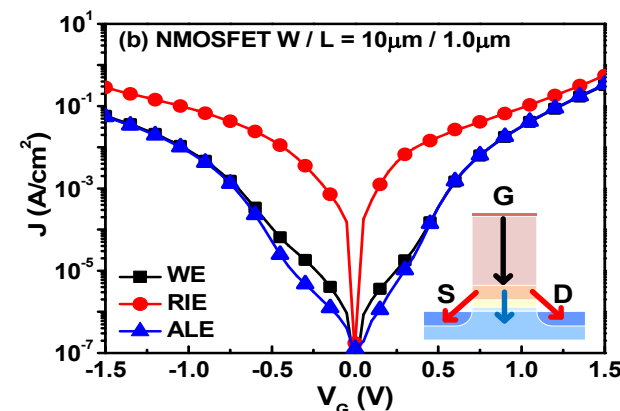 (b) NMOSFET W / L = 10μm / 1.0μm
J (A/cm²)
10¹
10⁻¹
10⁻³
10⁻⁵
10⁻⁷
WE
RIE
ALE
G
S D
-1.5 -1.0 -0.5 0.0 0.5 1.0 1.5
V_G (V)